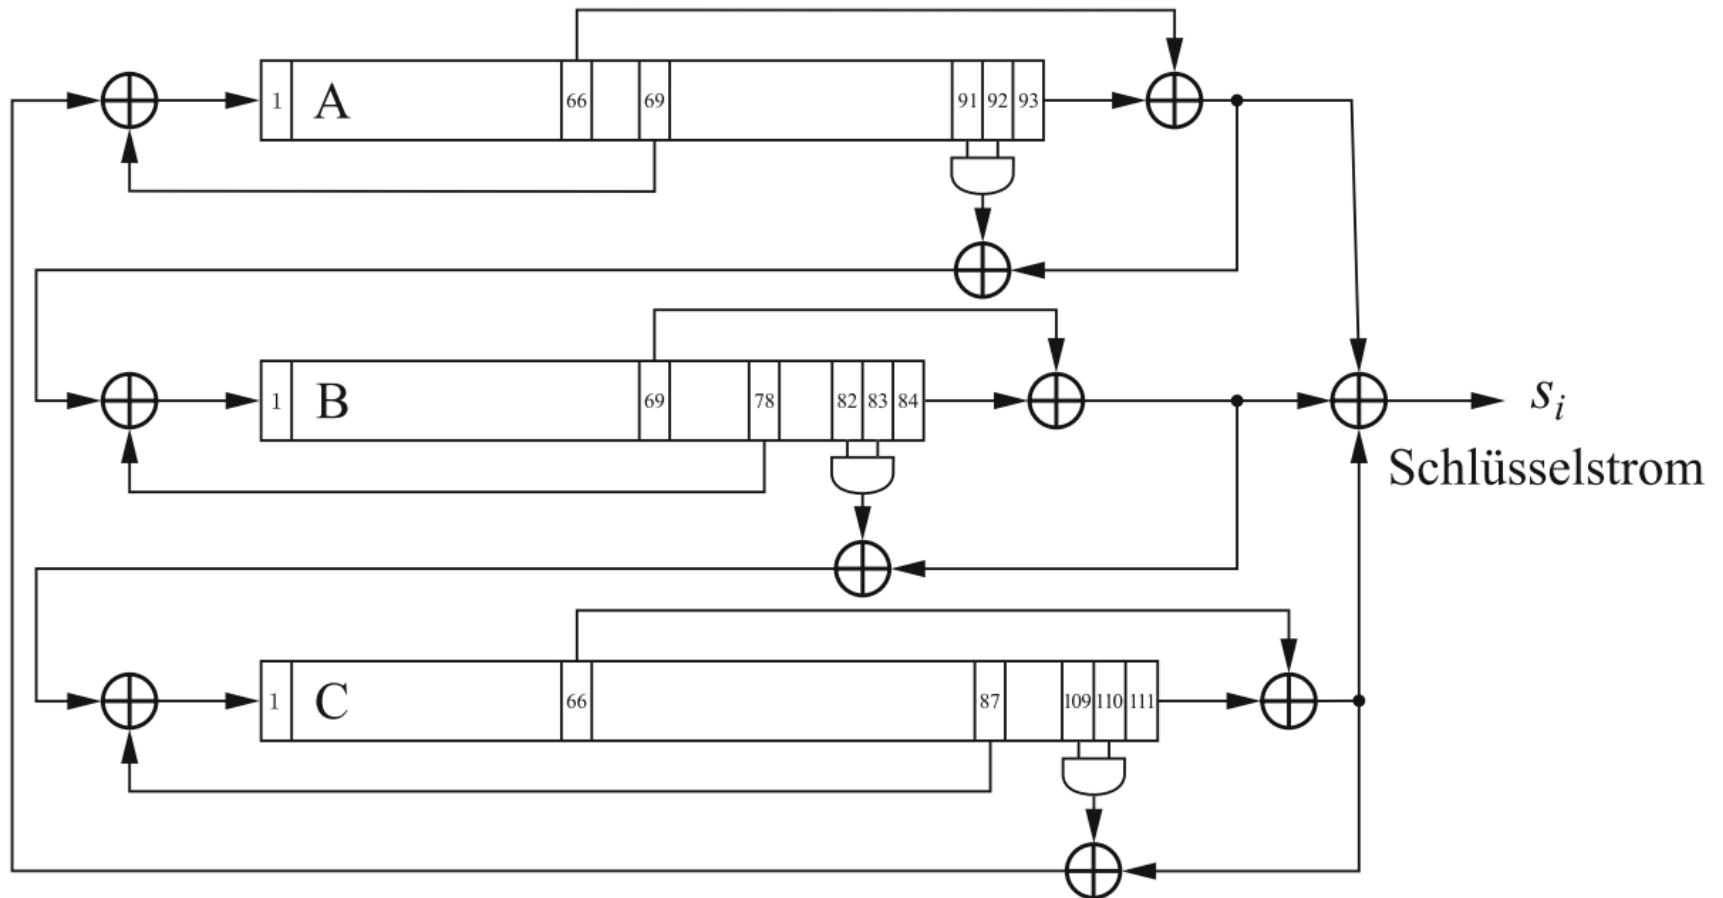 1 A 66 69 91 92 93
1 B 69 78 82 83 84
s_i
Schlüsselstrom
1 C 66 87 109 110 111